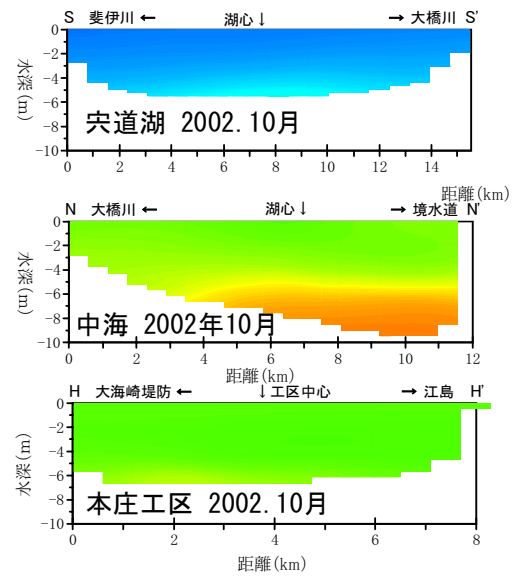 S 斐伊川 ← 湖心↓ → 大橋川 S'
0
−2
−4
−6
−8
−10
水深(m)
宍道湖 2002.10月
0 2 4 6 8 10 12 14
距離(km)
N 大橋川 ← 湖心↓ → 境水道 N'
0
−2
−4
−6
−8
−10
水深(m)
中海 2002年10月
0 2 4 6 8 10 12
距離(km)
H 大海崎堤防 ← ↓工区中心 → 江島 H'
0
−2
−4
−6
−8
−10
水深(m)
本庄工区 2002.10月
0 2 4 6 8
距離(km)